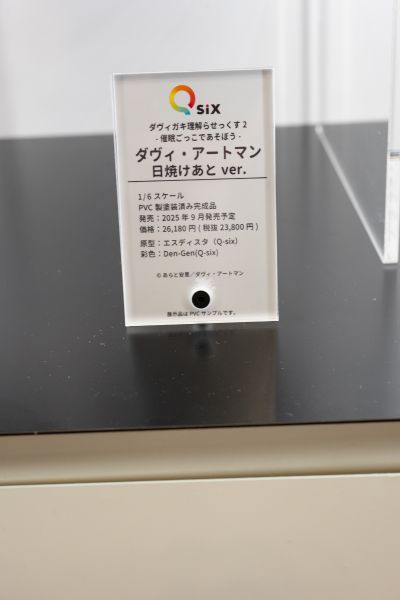 Q SiX
ダヴィガキ理解らせっくす 2
- 催眠ごっこであそぼう -
ダヴィ・アートマン
日焼けあと ver.
1/6 スケール
PVC 製塗装済み完成品
発売：2025 年 9 月発売予定
価格：26,180 円 ( 税抜 23,800 円 )
原型：エスディスタ（Q-six）
彩色：Den-Gen(Q-six)
© あらと安里／ダヴィ・アートマン
展示品は PVC サンプルです。